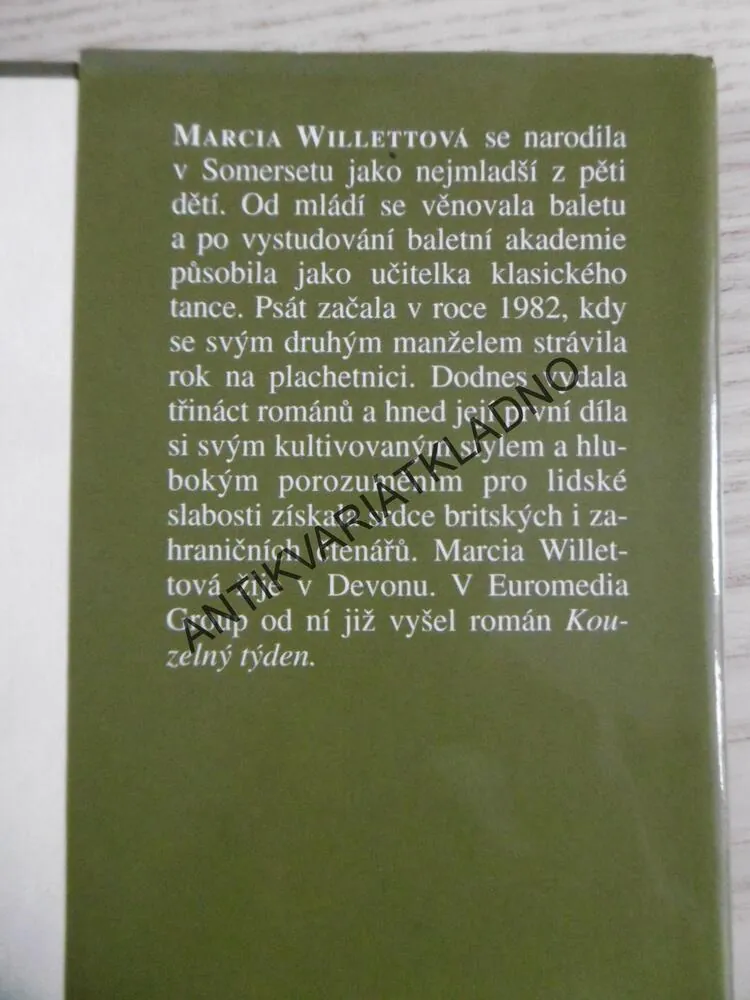 MARCIA WILLETTOVÁ se narodila
v Somersetu jako nejmladší z pěti
dětí. Od mládí se věnovala baletu
a po vystudování baletní akademie
působila jako učitelka klasického
tance. Psát začala v roce 1982, kdy
se svým druhým manželem strávila
rok na plachetnici. Dodnes vydala
třináct románů a hned její první díla
si svým kultivovaným stylem a hlu-
bokým porozuměním pro lidské
slabosti získala srdce britských i za-
hraničních čtenářů. Marcia Willet-
tová žije v Devonu. V Euromedia
Group od ní již vyšel román Kou-
zelný týden.
ANTIKVARIATKLADNO